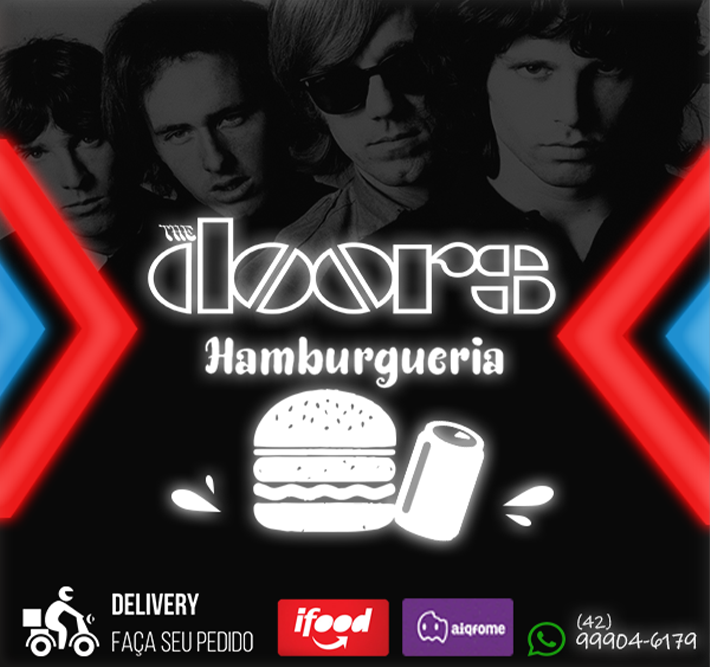 THE
doors
Hamburgueria
DELIVERY
FAÇA SEU PEDIDO
ifood
aiqfome
(42)
99904-6179